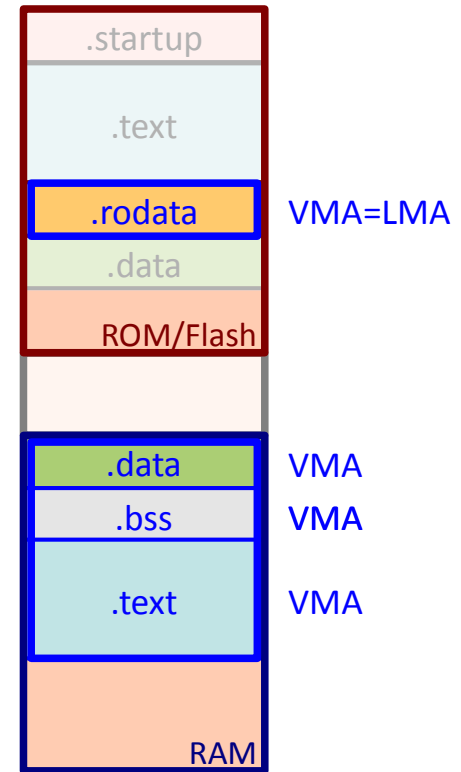 .startup
.text
.rodata VMA=LMA
.data
ROM/Flash
.data VMA
.bss VMA
.text VMA
RAM